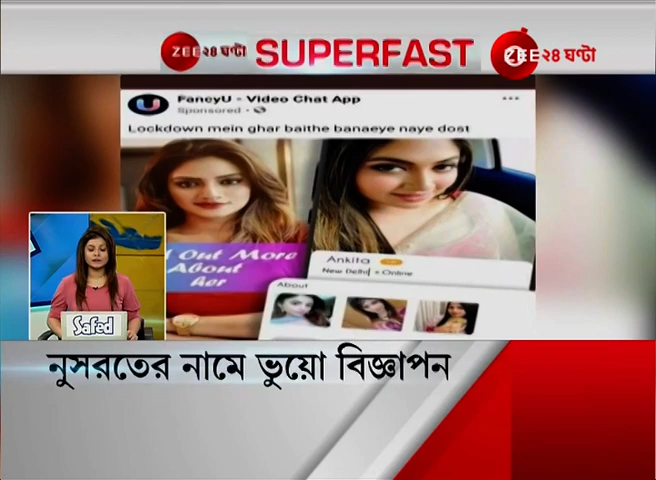 ZEE ২৪ ঘণ্টা SUPERFAST ZEE ২৪ ঘণ্টা
FancyU - Video Chat App
Sponsored
Lockdown mein ghar baithe banaeye naye dost
Out More
About
her
Ankita
New Delhi • Online
About
Safed
নুসরতের নামে ভুয়ো বিজ্ঞাপন